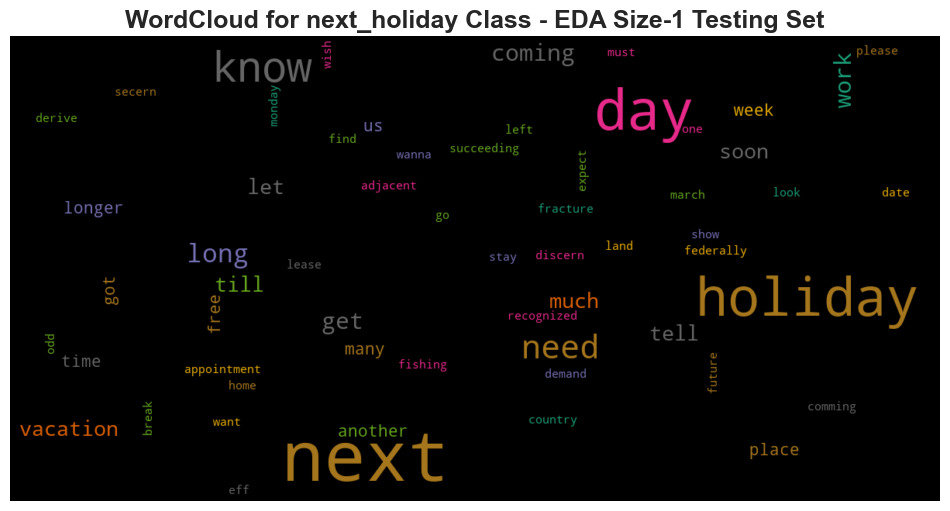 WordCloud for next_holiday Class - EDA Size-1 Testing Set
know
wish
coming
must
please
work
secern
monday
derive
day
week
us
left
one
find
succeeding
wanna
soon
expect
let
adjacent
march
look
date
longer
go
fracture
long
show
land
federally
stay
discern
lease
till
got
free
holiday
much
get
recognized
need
tell
odd
time
many
fishing
appointment
home
demand
future
vacation
break
want
another
country
comming
next
place
eff